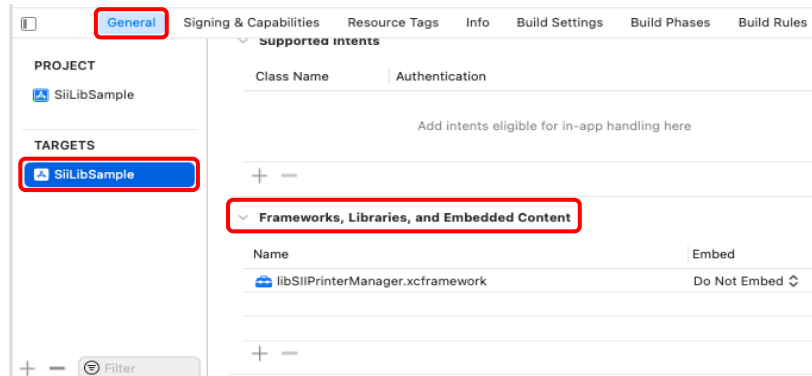 General Signing & Capabilities Resource Tags Info Build Settings Build Phases Build Rules
PROJECT
SiiLibSample
TARGETS
SiiLibSample
Filter
Supported Intents
Class Name Authentication
Add intents eligible for in-app handling here
Frameworks, Libraries, and Embedded Content
Name Embed
libSIIPrinterManager.xcframework Do Not Embed